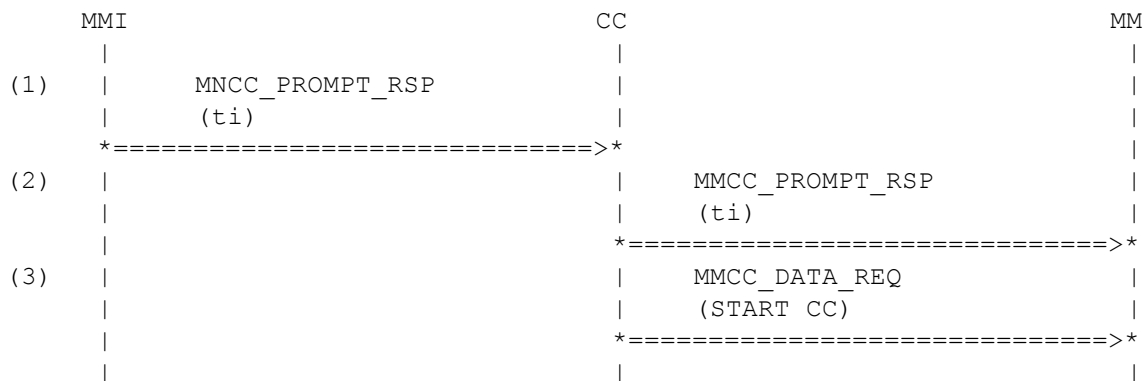 MMI CC MM
(1) MNCC_PROMPT_RSP
(ti)
(2) MMCC_PROMPT_RSP
(ti)
(3) MMCC_DATA_REQ
(START CC)